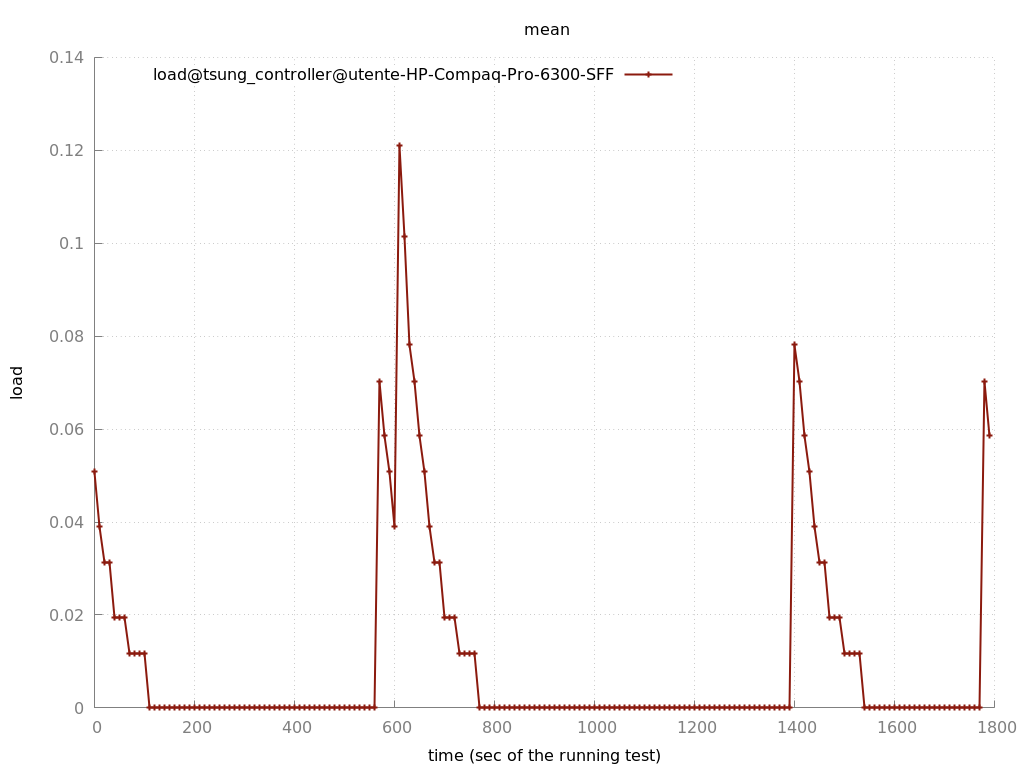 mean
0.14
load@tsung_controller@utente-HP-Compaq-Pro-6300-SFF
0.12
0.1
0.08
load
0.06
0.04
0.02
0
0 200 400 600 800 1000 1200 1400 1600 1800
time (sec of the running test)